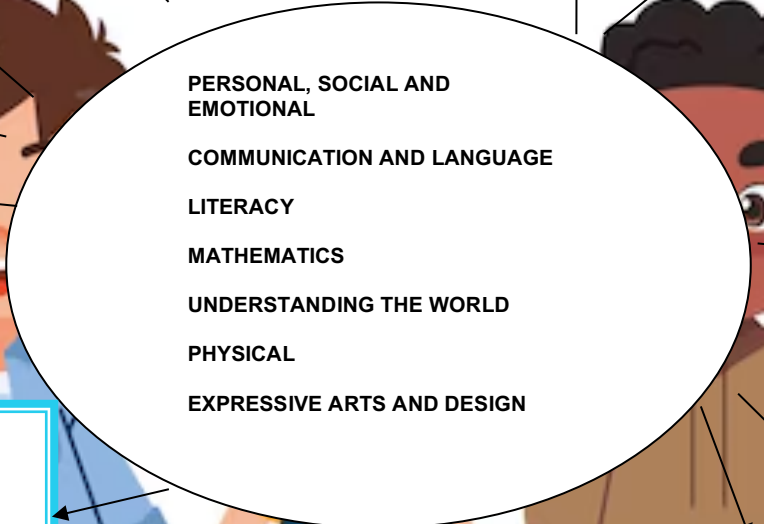 PERSONAL, SOCIAL AND
EMOTIONAL
COMMUNICATION AND LANGUAGE
LITERACY
MATHEMATICS
UNDERSTANDING THE WORLD
PHYSICAL
EXPRESSIVE ARTS AND DESIGN